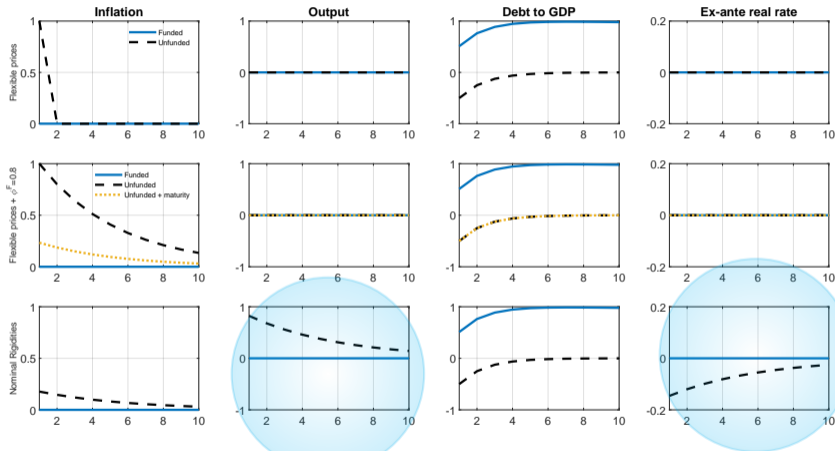 Inflation
Output
Debt to GDP
Ex-ante real rate
Flexible prices
1
0.5
0
2 4 6 8 10
Funded
Unfunded
1
0
-1
2 4 6 8 10
1
0
-1
2 4 6 8 10
0.2
0
-0.2
2 4 6 8 10
Flexible prices + φ^F=0.8
1
0.5
0
2 4 6 8 10
Funded
Unfunded
Unfunded + maturity
1
0
-1
2 4 6 8 10
1
0
-1
2 4 6 8 10
0.2
0
-0.2
2 4 6 8 10
Nominal Rigidities
1
0.5
0
2 4 6 8 10
1
0
-1
2 4 6 8 10
1
0
-1
2 4 6 8 10
0.2
0
-0.2
2 4 6 8 10